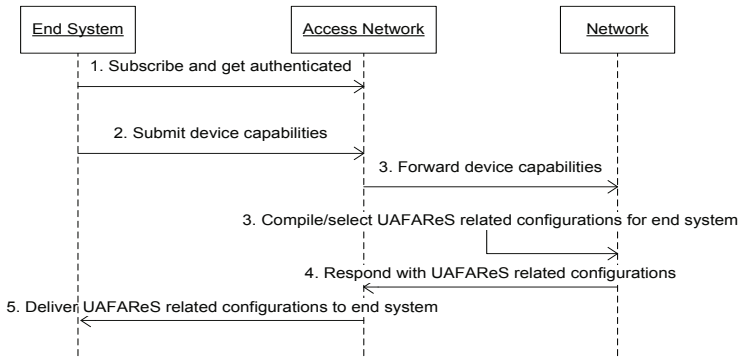 End System
Access Network
Network
1. Subscribe and get authenticated
2. Submit device capabilities
3. Forward device capabilities
3. Compile/select UAFAReS related configurations for end system
4. Respond with UAFAReS related configurations
5. Deliver UAFAReS related configurations to end system